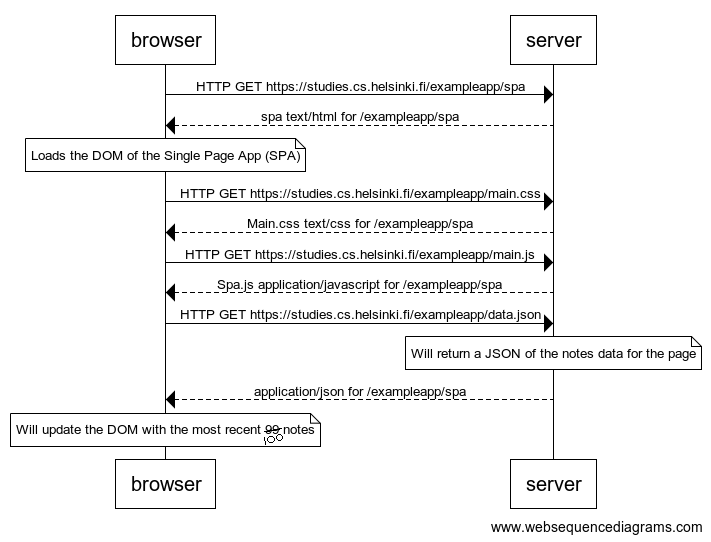 browser server
HTTP GET https://studies.cs.helsinki.fi/exampleapp/spa
spa text/html for /exampleapp/spa
Loads the DOM of the Single Page App (SPA)
HTTP GET https://studies.cs.helsinki.fi/exampleapp/main.css
Main.css text/css for /exampleapp/spa
HTTP GET https://studies.cs.helsinki.fi/exampleapp/main.js
Spa.js application/javascript for /exampleapp/spa
HTTP GET https://studies.cs.helsinki.fi/exampleapp/data.json
Will return a JSON of the notes data for the page
application/json for /exampleapp/spa
Will update the DOM with the most recent 99 notes
100
browser server
www.websequencediagrams.com